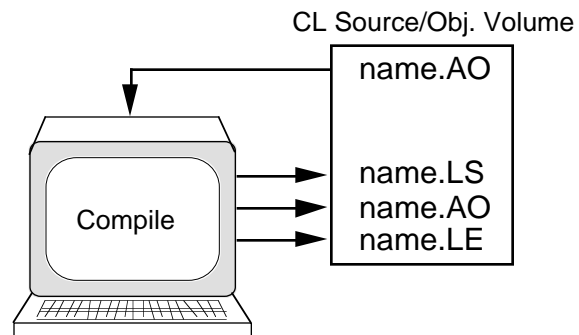 CL Source/Obj. Volume
name.AO
name.LS
name.AO
name.LE
Compile